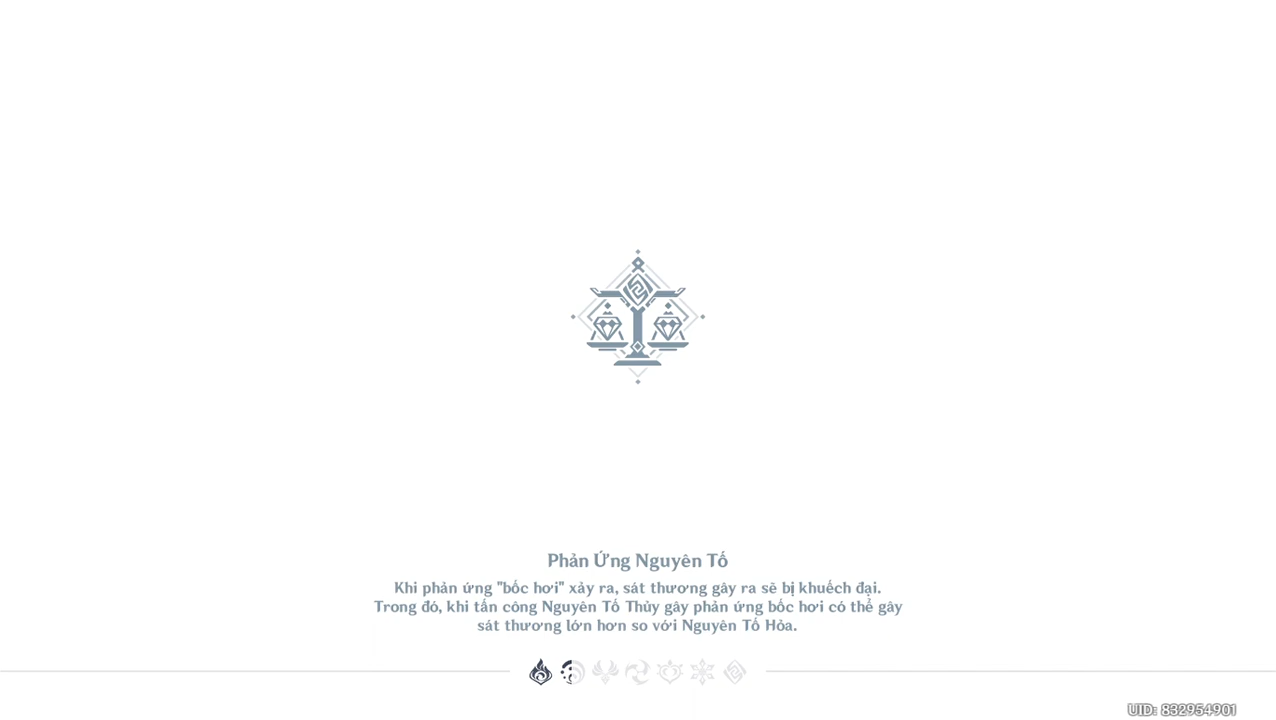 Phản Ứng Nguyên Tố
Khi phản ứng "bốc hơi" xảy ra, sát thương gây ra sẽ bị khuếch đại.
Trong đó, khi tấn công Nguyên Tố Thủy gây phản ứng bốc hơi có thể gây
sát thương lớn hơn so với Nguyên Tố Hỏa.
UID: 832954901